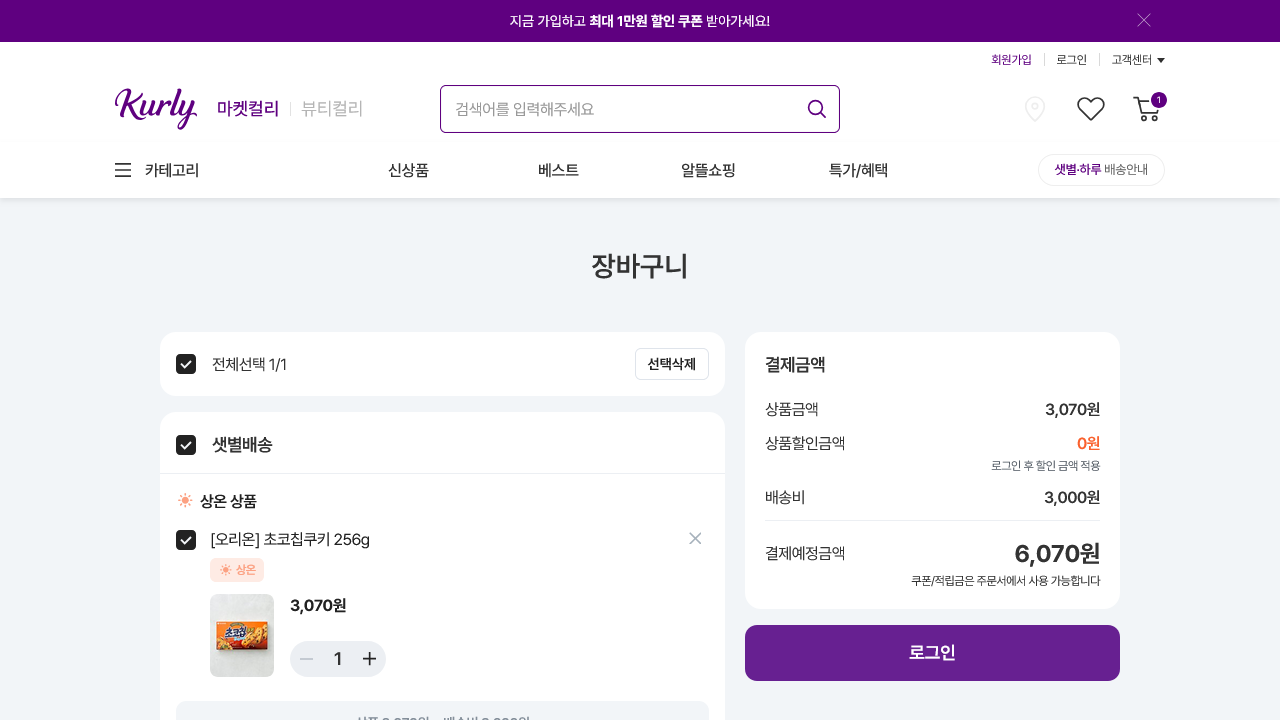 지금 가입하고 최대 1만원 할인 쿠폰 받아가세요!
회원가입
로그인
고객센터
Kurly
마켓컬리
뷰티컬리
검색어를 입력해주세요
1
카테고리
신상품
베스트
알뜰쇼핑
특가/혜택
샛별·하루 배송안내
장바구니
전체선택 1/1
선택삭제
샛별배송
상온 상품
[오리온] 초코칩쿠키 256g
상온
초코칩
3,070원
1
결제금액
상품금액
3,070원
상품할인금액
0원
로그인 후 할인 금액 적용
배송비
3,000원
결제예정금액
6,070원
쿠폰/적립금은 주문서에서 사용 가능합니다
로그인